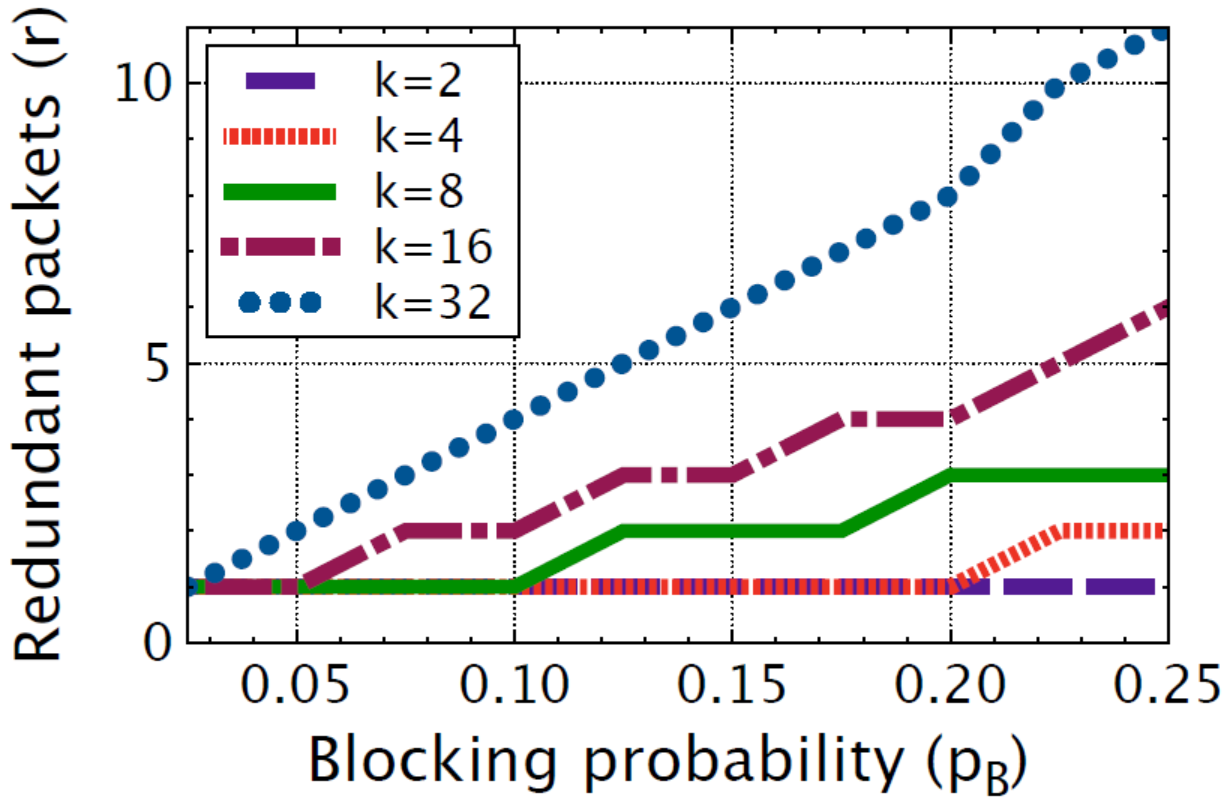 Redundant packets (r)
10
5
0
k=2
k=4
k=8
k=16
k=32
0.05 0.10 0.15 0.20 0.25
Blocking probability (p_B)